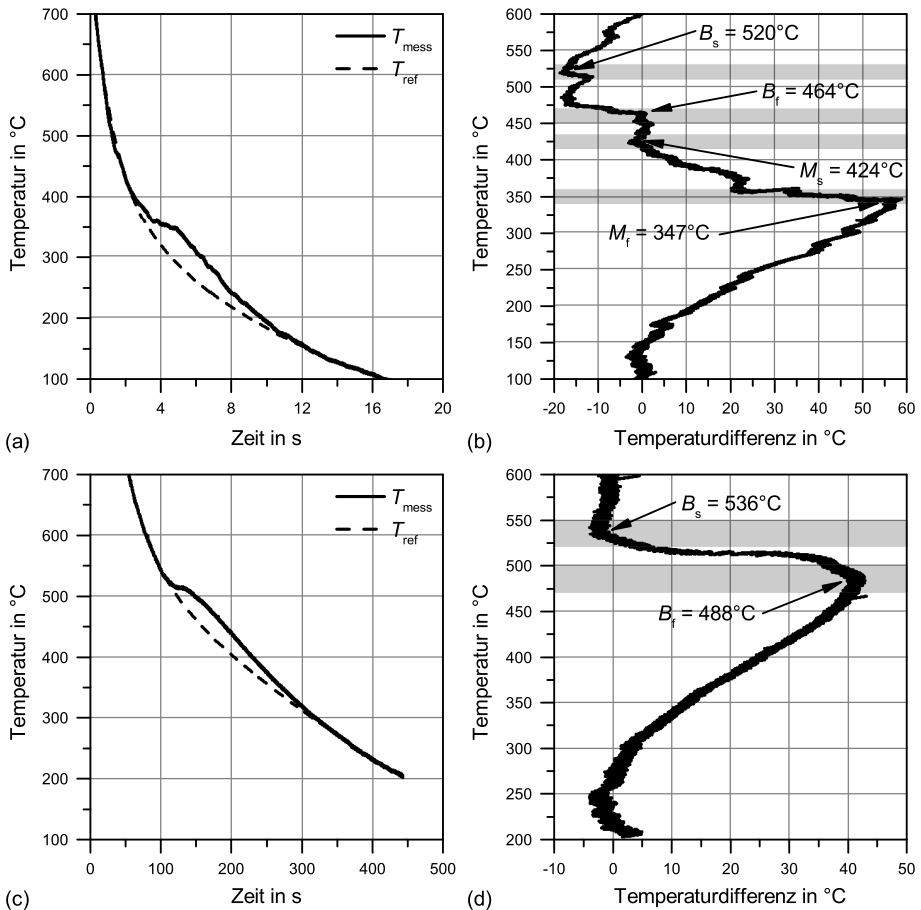 700
600
500
400
300
200
100
0
4
8
12
16
20
Temperatur in °C
Zeit in s
T_mess
T_ref
(a)
600
550
500
450
400
350
300
250
200
150
100
-20
-10
0
10
20
30
40
50
60
Temperatur in °C
Temperaturdifferenz in °C
B_s = 520°C
B_f = 464°C
M_s = 424°C
M_f = 347°C
(b)
700
600
500
400
300
200
100
0
100
200
300
400
500
Temperatur in °C
Zeit in s
T_mess
T_ref
(c)
600
550
500
450
400
350
300
250
200
-10
0
10
20
30
40
50
Temperatur in °C
Temperaturdifferenz in °C
B_s = 536°C
B_f = 488°C
(d)